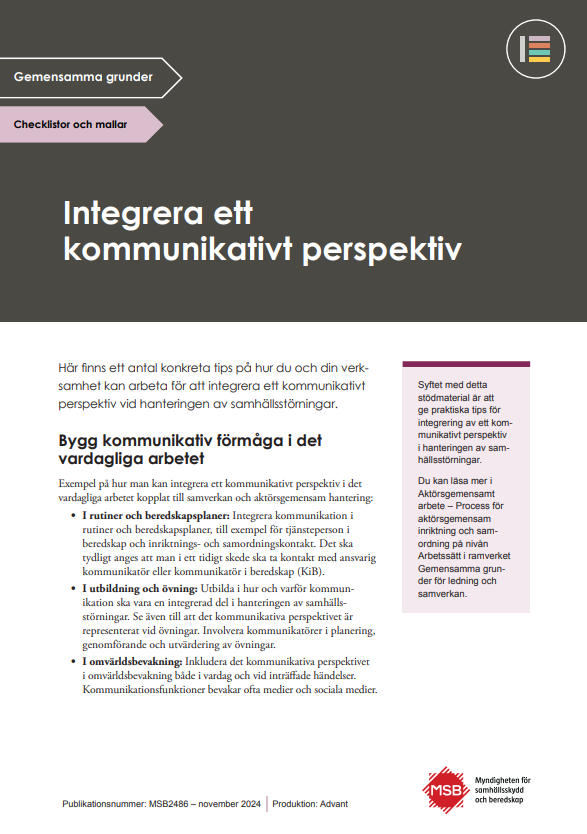 Gemensamma grunder
Checklistor och mallar
Integrera ett
kommunikativt perspektiv
Här finns ett antal konkreta tips på hur du och din verk-
samhet kan arbeta för att integrera ett kommunikativt
perspektiv vid hanteringen av samhällsstörningar.
Bygg kommunikativ förmåga i det
vardagliga arbetet
Exempel på hur man kan integrera ett kommunikativt perspektiv i det
vardagliga arbetet kopplat till samverkan och aktörsgemensam hantering:
• I rutiner och beredskapsplaner: Integrera kommunikation i
rutiner och beredskapsplaner, till exempel för tjänsteperson i
beredskap och inriktnings- och samordningskontakt. Det ska
tydligt anges att man i ett tidigt skede ska ta kontakt med ansvarig
kommunikatör eller kommunikatör i beredskap (KiB).
• I utbildning och övning: Utbilda i hur och varför kommun-
ikation ska vara en integrerad del i hanteringen av samhälls-
störningar. Se även till att det kommunikativa perspektivet är
representerat vid övningar. Involvera kommunikatörer i planering,
genomförande och utvärdering av övningar.
• I omvärldsbevakning: Inkludera det kommunikativa perspektivet
i omvärldsbevakning både i vardag och vid inträffade händelser.
Kommunikationsfunktioner bevakar ofta medier och sociala medier.
Syftet med detta
stödmaterial är att
ge praktiska tips för
integrering av ett kom-
munikativt perspektiv
i hanteringen av sam-
hällsstörningar.
Du kan läsa mer i
Aktörsgemensamt
arbete – Process för
aktörsgemensam
inriktning och sam-
ordning på nivån
Arbetssätt i ramverket
Gemensamma grun-
der för ledning och
samverkan.
Publikationsnummer: MSB2486 – november 2024 | Produktion: Advant
MSB
Myndigheten för
samhällsskydd
och beredskap